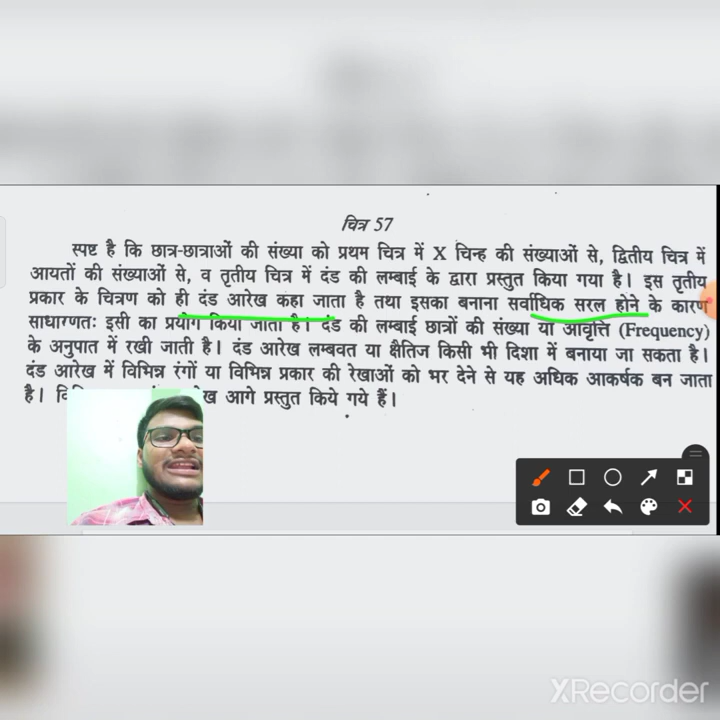 चित्र 57
स्पष्ट है कि छात्र-छात्राओं की संख्या को प्रथम चित्र में X चिन्ह की संख्याओं से, द्वितीय चित्र में
आयतों की संख्याओं से, व तृतीय चित्र में दंड की लम्बाई के द्वारा प्रस्तुत किया गया है। इस तृतीय
प्रकार के चित्रण को ही दंड आरेख कहा जाता है तथा इसका बनाना सर्वाधिक सरल होने के कारण
साधारणतः इसी का प्रयोग किया जाता है। दंड की लम्बाई छात्रों की संख्या या आवृत्ति (Frequency)
के अनुपात में रखी जाती है। दंड आरेख लम्बवत या क्षैतिज किसी भी दिशा में बनाया जा सकता है।
दंड आरेख में विभिन्न रंगों या विभिन्न प्रकार की रेखाओं को भर देने से यह अधिक आकर्षक बन जाता
है। आगे प्रस्तुत किये गये हैं।
XRecorder